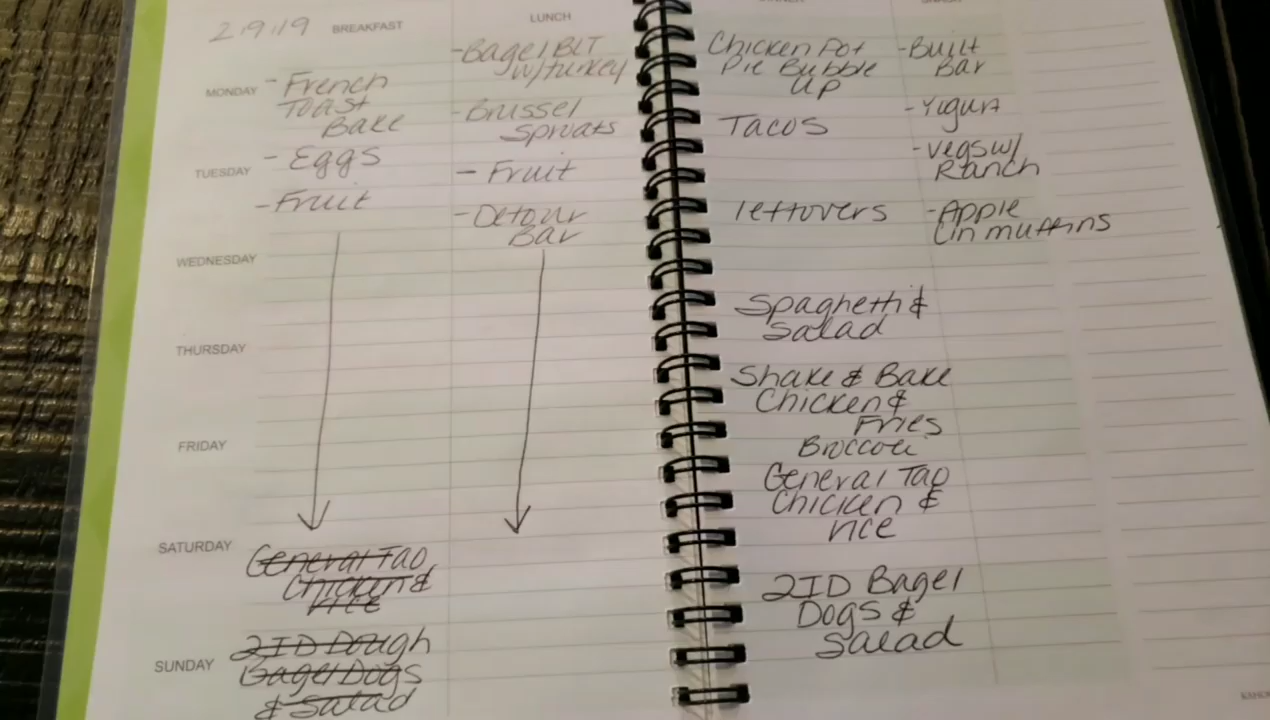 2.9.19 BREAKFAST
MONDAY
- French
Toast
Bake
TUESDAY
- Eggs
- Fruit
WEDNESDAY
THURSDAY
FRIDAY
SATURDAY
General Tao
Chicken &
rice
SUNDAY
2ID Dough
Bagel Dogs
& Salad
LUNCH
- Bagel BLT
w/turkey
- Brussel
Sprouts
- Fruit
- Detour
Bar
Chicken Pot
Pie Bubble
up
Tacos
leftovers
Spaghetti &
Salad
Shake & Bake
Chicken &
Fries
Broccoli
General Tao
Chicken &
rice
2ID Bagel
Dogs &
Salad
- Built
Bar
- Yogurt
- Vegs w/
Ranch
- Apple
Cin muffins